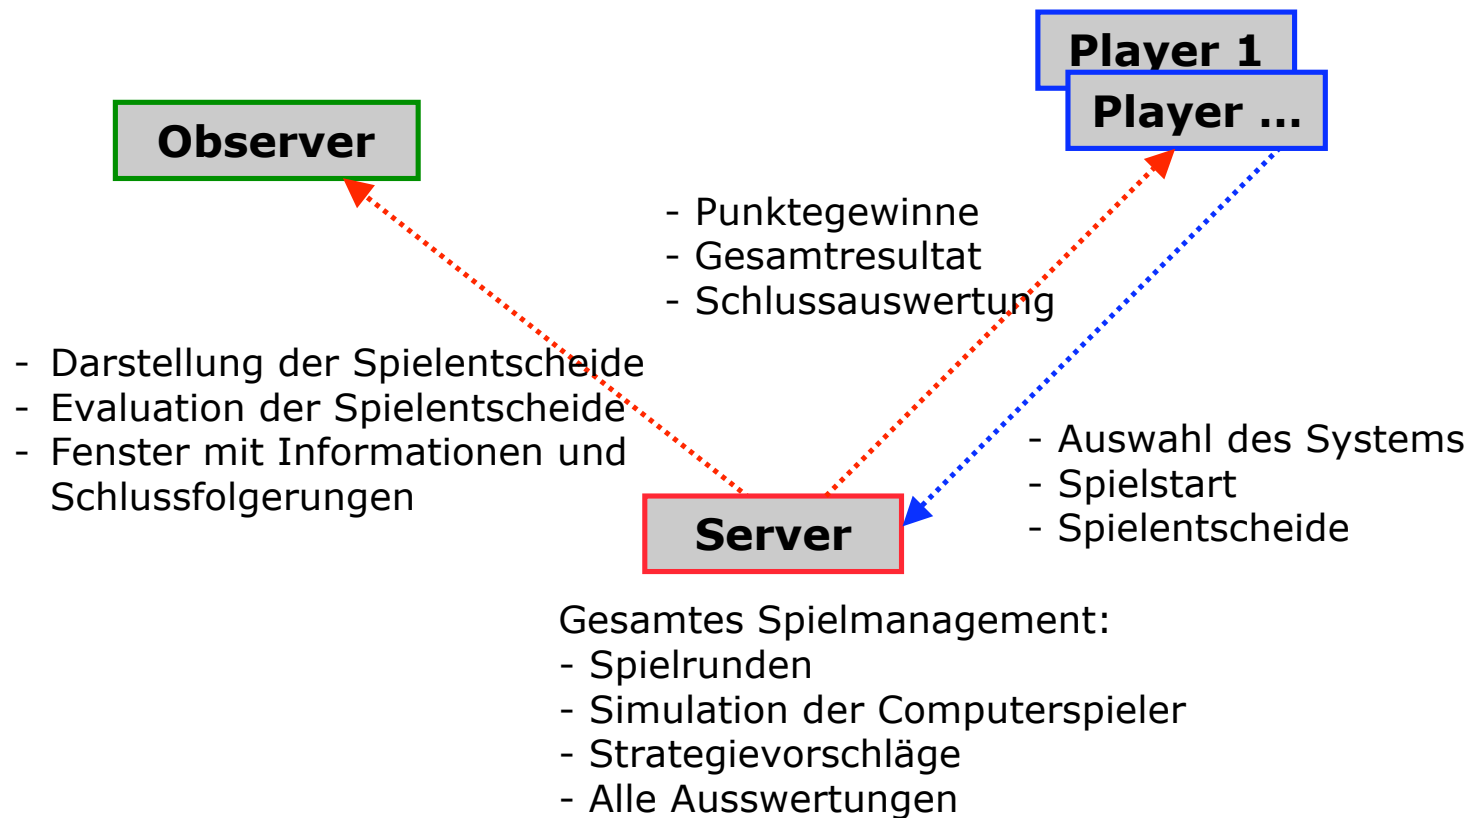 Player 1
Player ...
Observer
- Punktegewinne
- Gesamtresultat
- Schlussauswertung
- Darstellung der Spielentscheide
- Evaluation der Spielentscheide
- Fenster mit Informationen und
Schlussfolgerungen
- Auswahl des Systems
- Spielstart
- Spielentscheide
Server
Gesamtes Spielmanagement:
- Spielrunden
- Simulation der Computerspieler
- Strategievorschläge
- Alle Ausswertungen